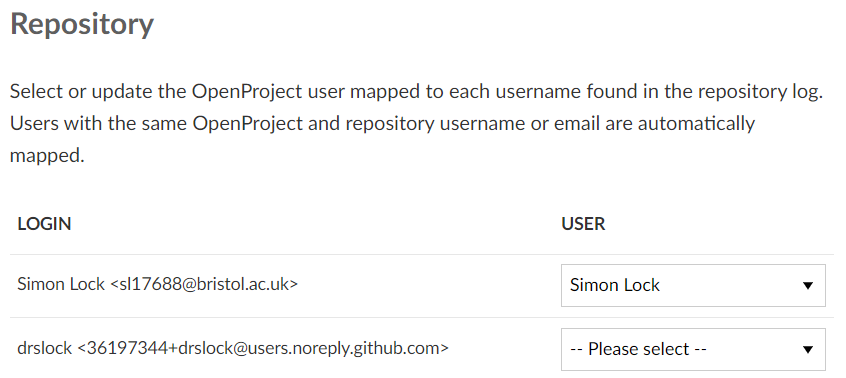 Repository
Select or update the OpenProject user mapped to each username found in the repository log.
Users with the same OpenProject and repository username or email are automatically
mapped.
LOGIN USER
Simon Lock <sl17688@bristol.ac.uk> Simon Lock
drslock <36197344+drslock@users.noreply.github.com> -- Please select --